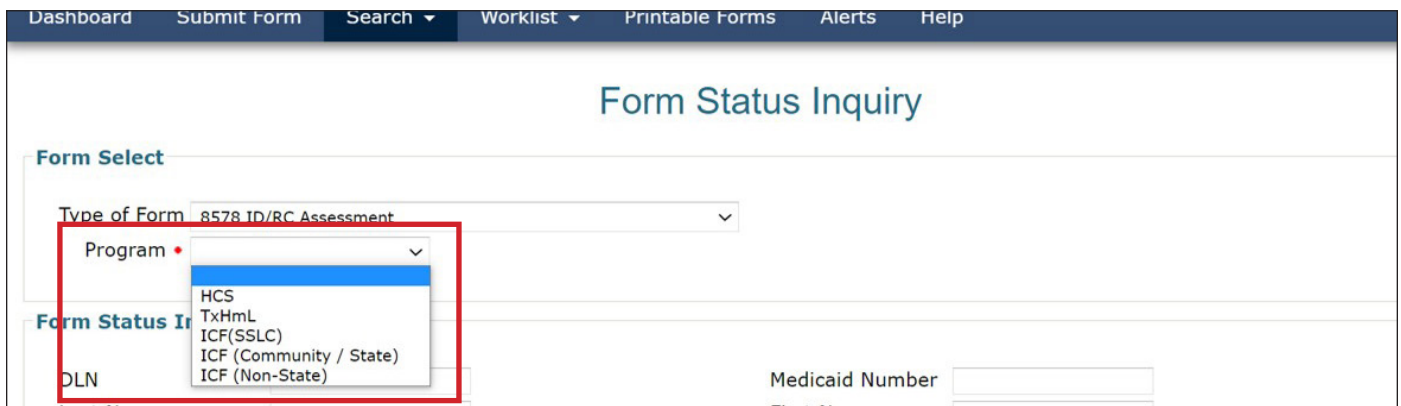 Dashboard Submit Form Search Worklist Printable Forms Alerts Help
Form Status Inquiry
Form Select
Type of Form 8578 ID/RC Assessment
Program
HCS
TxHmL
ICF(SSLC)
ICF (Community / State)
ICF (Non-State)
Form Status
DLN Medicaid Number